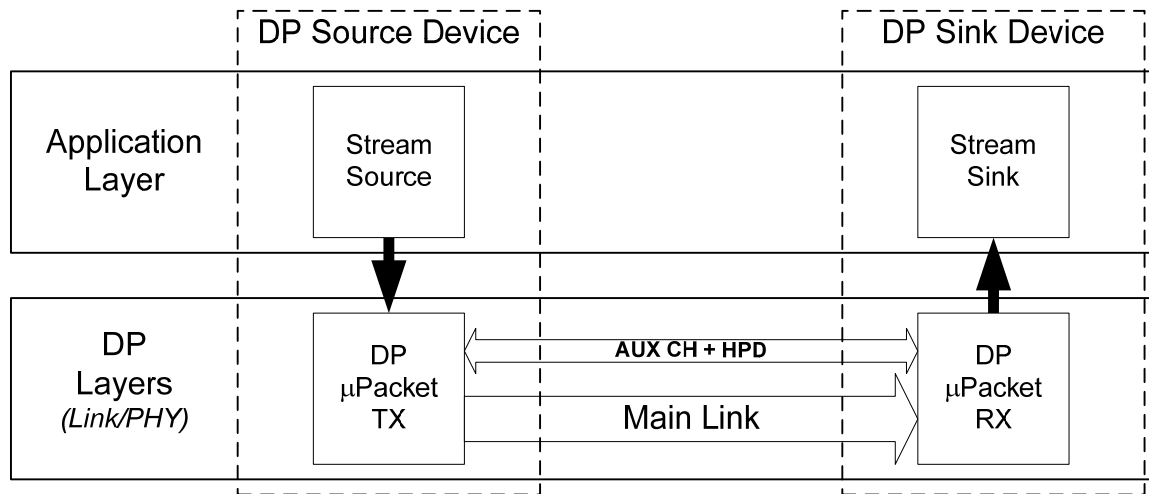 DP Source Device
DP Sink Device
Application
Layer
Stream
Source
Stream
Sink
DP
Layers
(Link/PHY)
DP
μPacket
TX
AUX CH + HPD
Main Link
DP
μPacket
RX